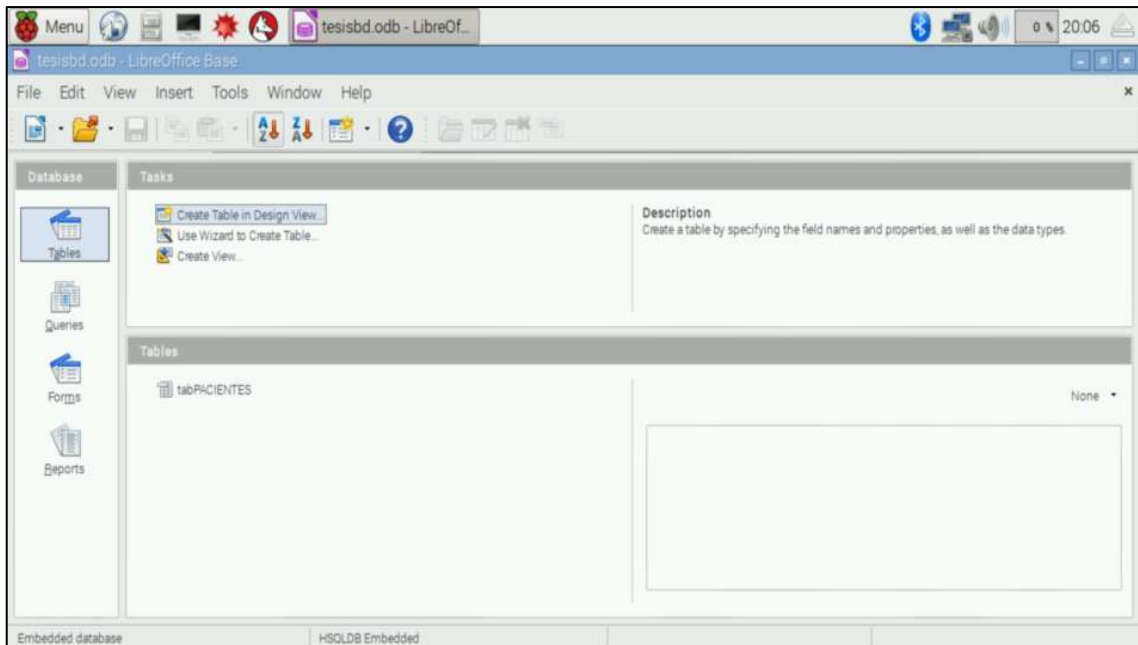 Menu
tesisbd.odb - LibreOf...
0 %
20:06
tesisbd.odb - LibreOffice Base
File Edit View Insert Tools Window Help
Database
Tasks
Tables
Queries
Forms
Reports
Create Table in Design View...
Use Wizard to Create Table...
Create View...
Description
Create a table by specifying the field names and properties, as well as the data types.
Tables
tabPACIENTES
None
Embedded database
HSQLDB Embedded